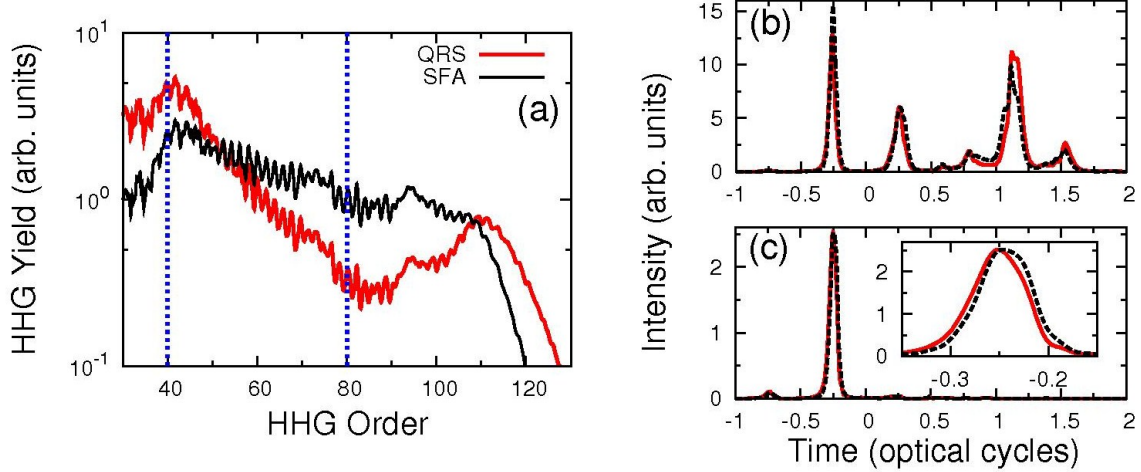 10^1
10^0
10^-1
HHG Yield (arb. units)
QRS
SFA
(a)
40 60 80 100 120
HHG Order
(b)
15
10
5
0
-1 -0.5 0 0.5 1 1.5 2
Intensity (arb. units)
(c)
2
1
0
2
1
0
-0.3 -0.2
-1 -0.5 0 0.5 1 1.5 2
Time (optical cycles)